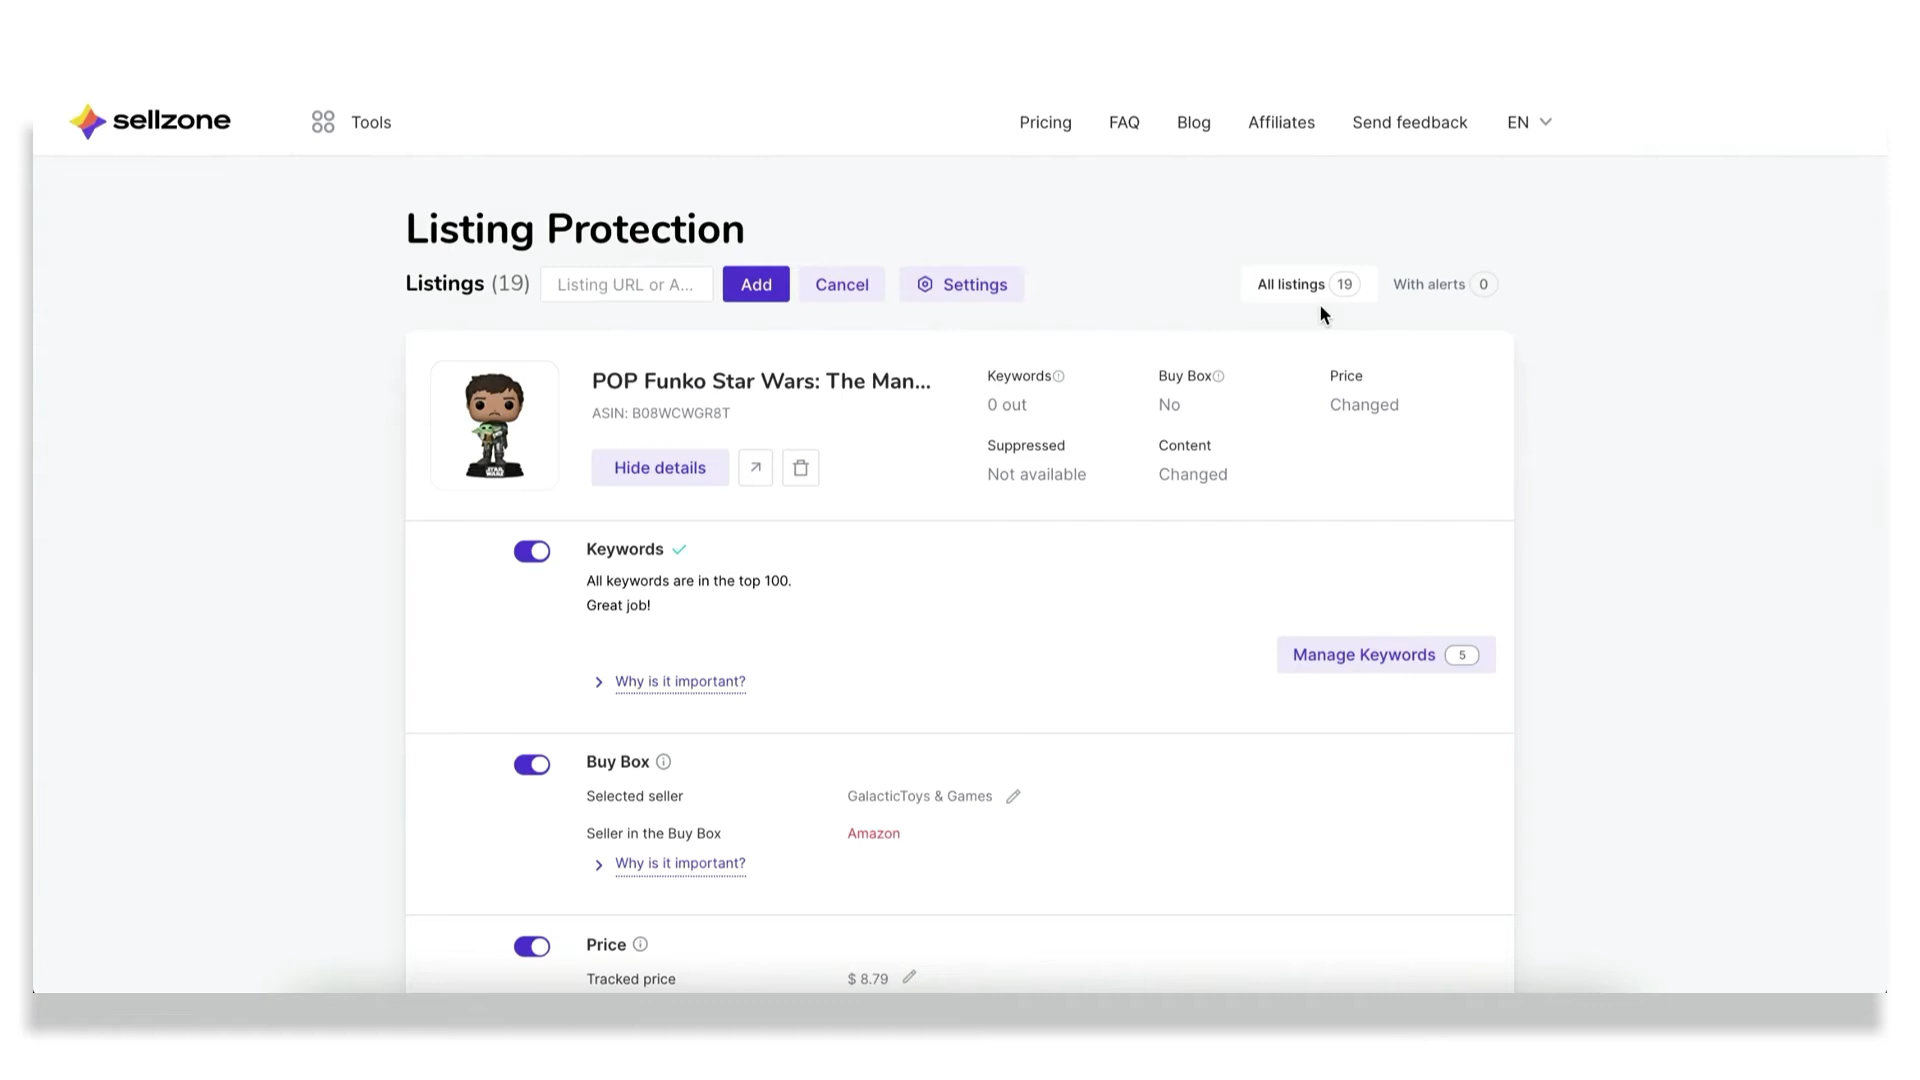 sellzone
Tools
Pricing
FAQ
Blog
Affiliates
Send feedback
EN
Listing Protection
Listings (19)
Listing URL or A...
Add
Cancel
Settings
All listings 19
With alerts 0
POP Funko Star Wars: The Man...
ASIN: B08WCWGR8T
Hide details
Keywords
0 out
Buy Box
No
Price
Changed
Suppressed
Not available
Content
Changed
STAR WARS
Keywords
All keywords are in the top 100.
Great job!
Manage Keywords 5
Why is it important?
Buy Box
Selected seller
GalacticToys & Games
Seller in the Buy Box
Amazon
Why is it important?
Price
Tracked price
$ 8.79